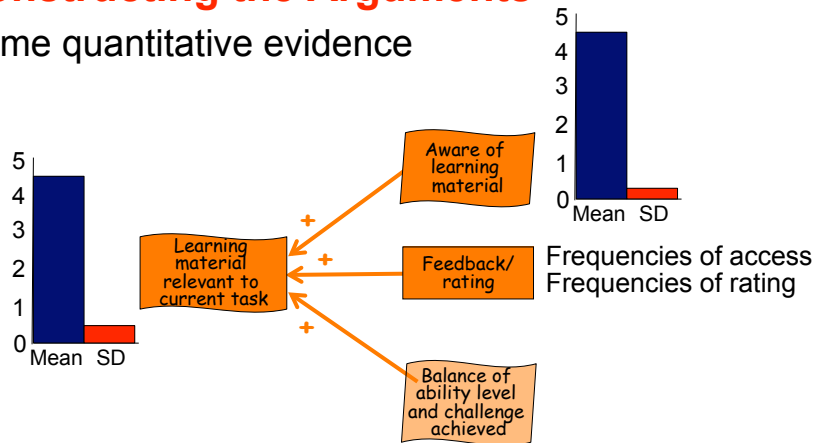 me quantitative evidence
5
4
3
2
1
0
Mean SD
5
4
3
2
1
0
Mean SD
Learning
material
relevant to
current task
+
+
+
Aware of
learning
material
Feedback/
rating
Balance of
ability level
and challenge
achieved
Frequencies of access
Frequencies of rating